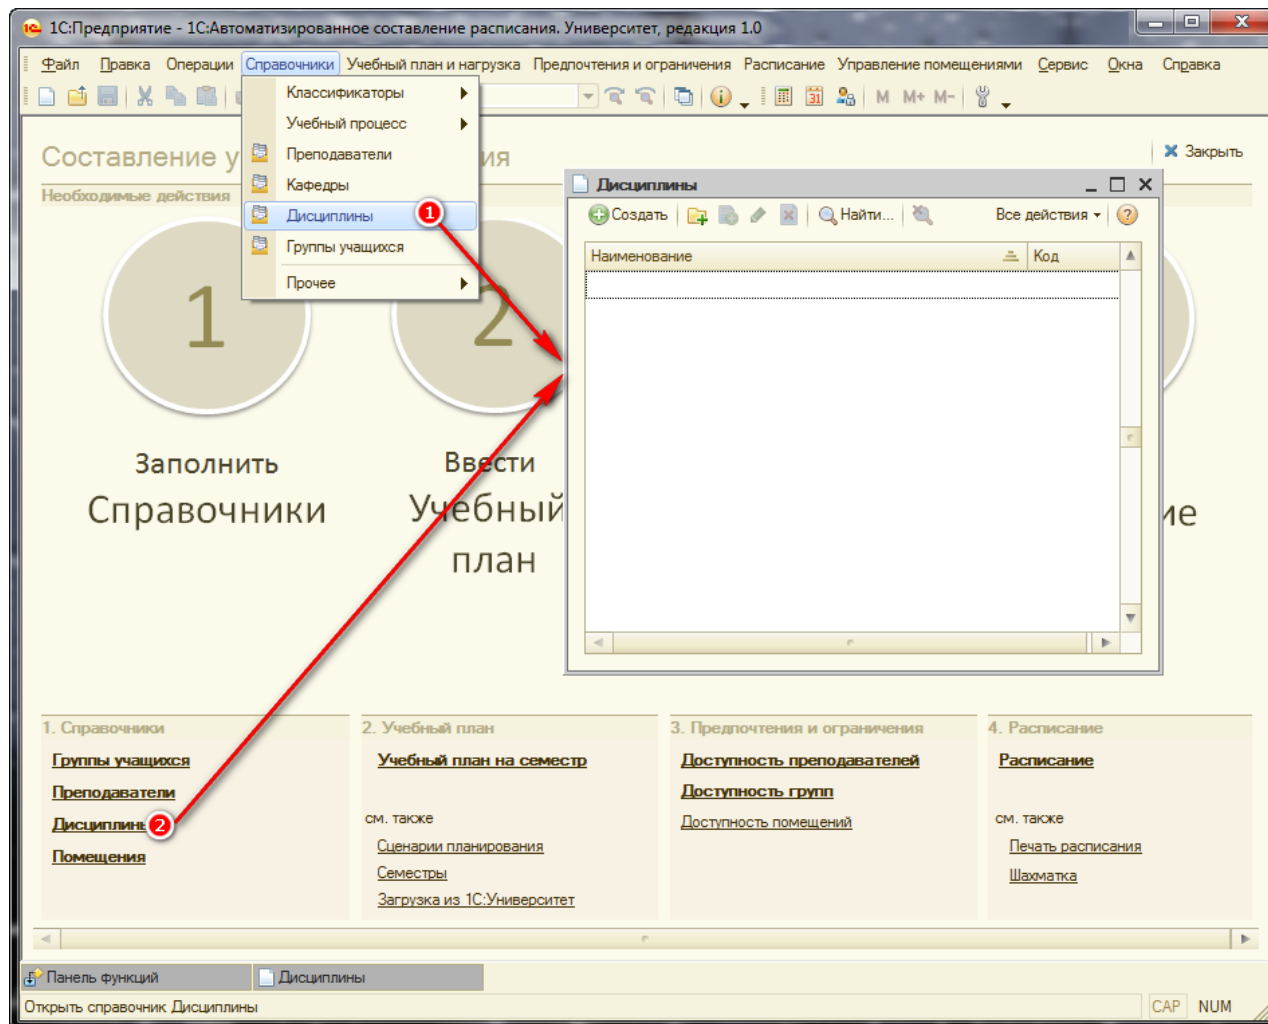 1С:Предприятие - 1С:Автоматизированное составление расписания. Университет, редакция 1.0
Файл Правка Операции Справочники Учебный план и нагрузка Предпочтения и ограничения Расписание Управление помещениями Сервис Окна Справка
M M+ M-
Классификаторы
Учебный процесс
Преподаватели
Кафедры
Дисциплины 1
Группы учащихся
Прочее
Составление у ия
Закрыть
Необходимые действия
Дисциплины
Создать Найти... Все действия
Наименование Код
1
2
Заполнить
Справочники
Ввести
Учебный
план
ие
1. Справочники
Группы учащихся
Преподаватели
Дисциплины 2
Помещения
2. Учебный план
Учебный план на семестр
см. также
Сценарии планирования
Семестры
Загрузка из 1С:Университет
3. Предпочтения и ограничения
Доступность преподавателей
Доступность групп
Доступность помещений
4. Расписание
Расписание
см. также
Печать расписания
Шахматка
Панель функций Дисциплины
Открыть справочник Дисциплины CAP NUM